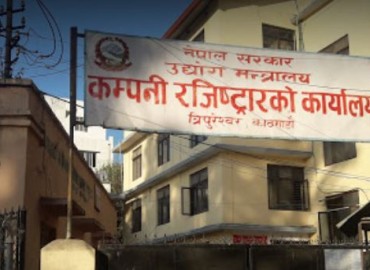 नेपाल सरकार
उद्योग मन्त्रालय
कम्पनी रजिष्ट्रारको कार्यालय
त्रिपुरेश्वर, काठमाडौं